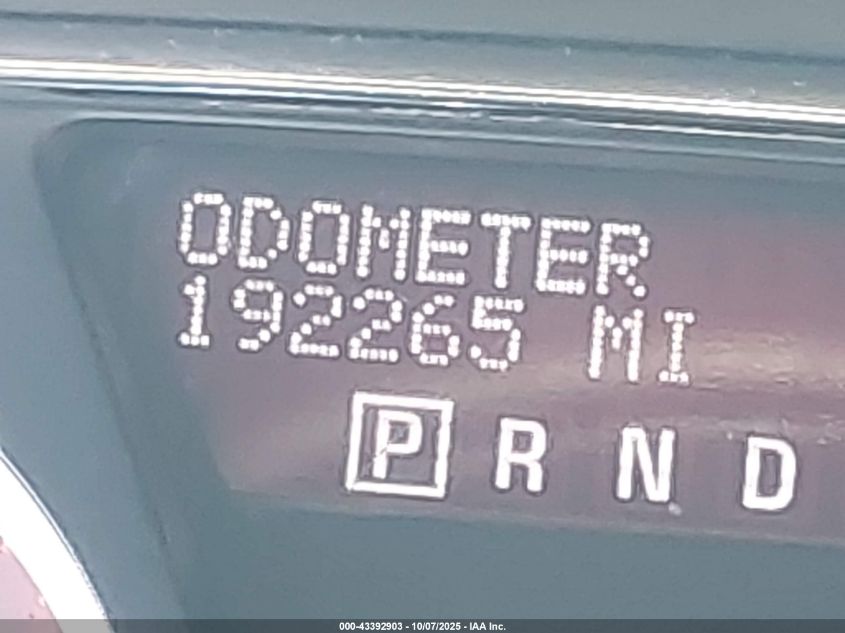 ODOMETER
192265 MI
P R N D
000-43392903 - 10/07/2025 - IAA Inc.